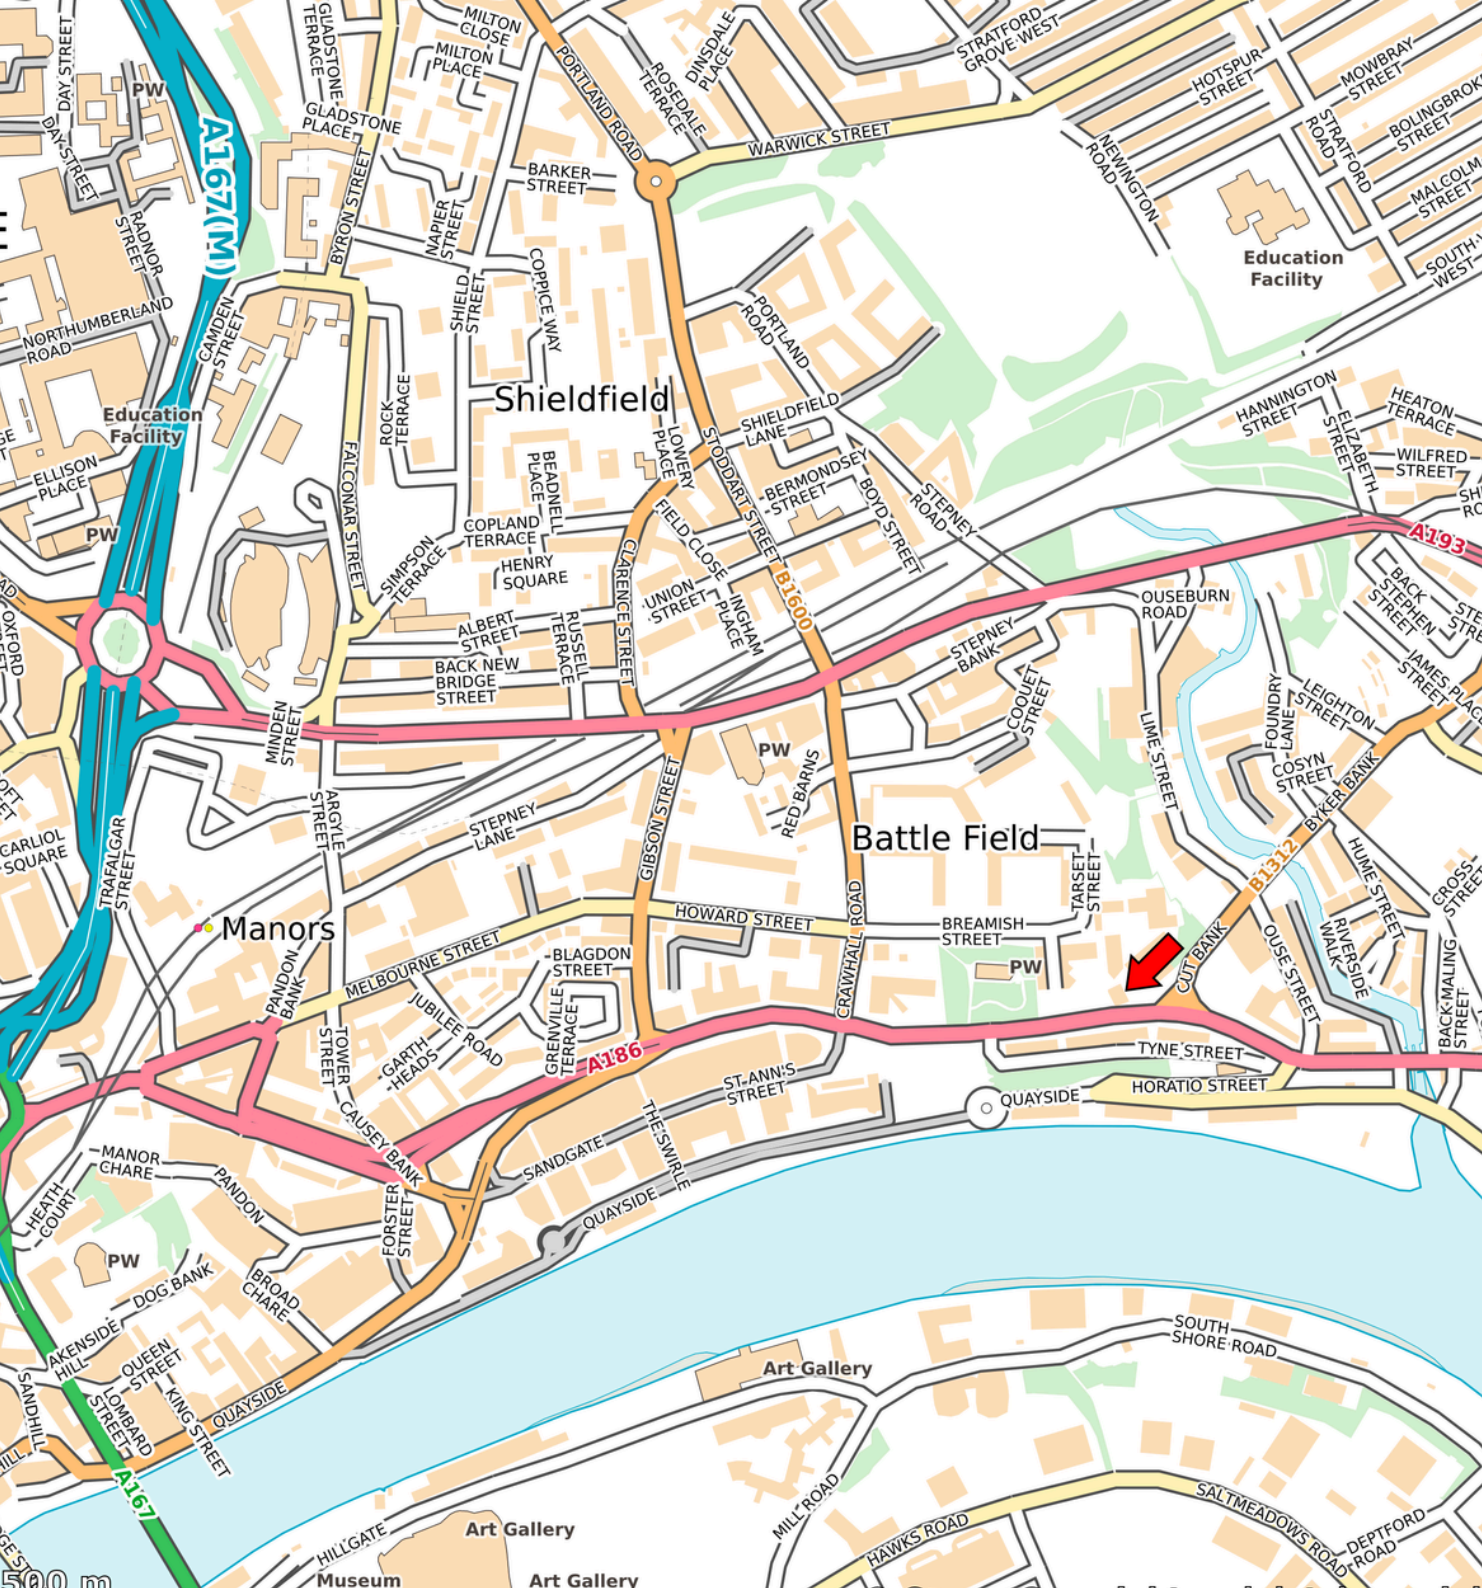 DAY STREET
GLADSTONE
TERRACE
MILTON
CLOSE
MILTON
PLACE
PORTLAND ROAD
ROSEDALE
TERRACE
DINSDALE
PLACE
STRATFORD
GROVE WEST
HOTSPUR
STREET
MOWBRAY
STREET
BOLINGBROK
STREET
STRATFORD
ROAD
MALCOLM
STREET
SOUTH
WEST
NEWINGTON
ROAD
WARWICK STREET
PW
DAY STREET
A167(M)
GLADSTONE
PLACE
BYRON STREET
BARKER
STREET
NAPIER
STREET
RADNOR
STREET
E
Education
Facility
NORTHUMBERLAND
ROAD
CAMDEN
STREET
SHIELD
STREET
COPPICE WAY
PORTLAND
ROAD
Shieldfield
Education
Facility
ROCK
TERRACE
SHIELDFIELD
LANE
HANNINGTON
STREET
ELIZABETH
STREET
HEATON
TERRACE
WILFRED
STREET
ELLISON
PLACE
FALCONAR STREET
LOWERY
PLACE
STODDART STREET
BERMONDSEY
STREET
BOYD STREET
STEPNEY
ROAD
BEADNELL
PLACE
PW
COPLAND
TERRACE
HENRY
SQUARE
SIMPSON
TERRACE
CLARENCE STREET
FIELD CLOSE
UNION
STREET
INGHAM
PLACE
B1600
A193
OXFORD
STREET
ALBERT
STREET
RUSSELL
TERRACE
BACK NEW
BRIDGE
STREET
OUSEBURN
ROAD
BACK
STEPHEN
STREET
JAMES PLACE
STREET
STEPNEY
BANK
COQUET
STREET
MINDEN
STREET
LIME STREET
FOUNDRY
LANE
LEIGHTON
STREET
COSYN
STREET
BYKER BANK
PW
RED BARNS
GIBSON STREET
STEPNEY
LANE
ARGYLE
STREET
CARLIOL
SQUARE
TRAFALGAR
STREET
Battle Field
TARSET
STREET
B1312
HUME STREET
CROSS
STREET
Manors
PANDON
BANK
MELBOURNE STREET
HOWARD STREET
CRAWHALL ROAD
BREAMISH
STREET
PW
CUT BANK
OUSE STREET
RIVERSIDE
WALK
BACK MALING
STREET
BLAGDON
STREET
JUBILEE ROAD
GRENVILLE
TERRACE
TOWER
STREET
GARTH
HEADS
A186
ST ANN'S
STREET
TYNE STREET
HORATIO STREET
QUAYSIDE
CAUSEY BANK
THE SWIRLE
SANDGATE
QUAYSIDE
MANOR
CHARE
PANDON
HEATH
COURT
FORSTER
STREET
PW
DOG BANK
BROAD
CHARE
AKENSIDE
HILL
QUEEN
STREET
SANDHILL
LOMBARD
STREET
KING STREET
QUAYSIDE
A167
SOUTH
SHORE ROAD
Art Gallery
MILL ROAD
HAWKS ROAD
SALTMEADOWS ROAD
DEPTFORD
ROAD
HILLGATE
Art Gallery
Museum
Art Gallery
500 m